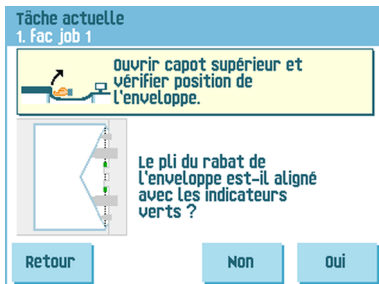 Tâche actuelle
1. Fac job 1
Ouvrir capot supérieur et
vérifier position de
l'enveloppe.
Le pli du rabat de
l'enveloppe est-il aligné
avec les indicateurs
verts ?
Retour
Non
Oui